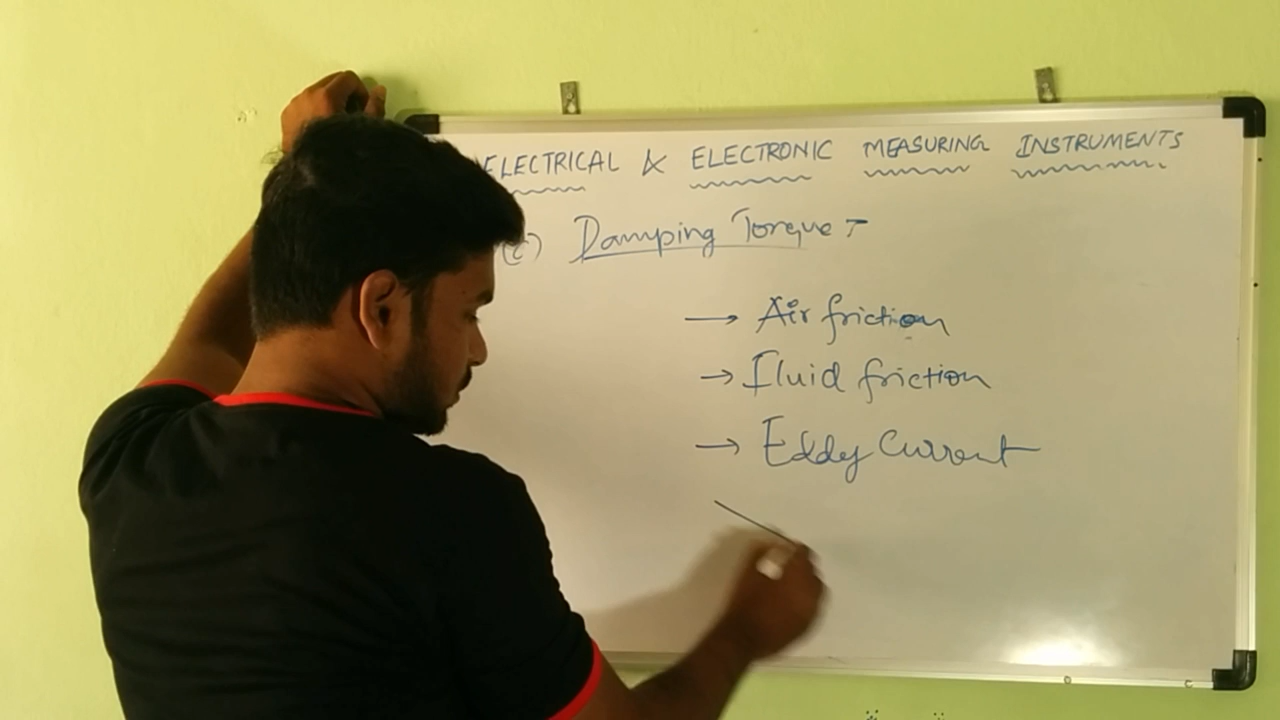 ELECTRICAL & ELECTRONIC MEASURING INSTRUMENTS
(c) Damping Torque :-
→ Air friction
→ Fluid friction
→ Eddy Current